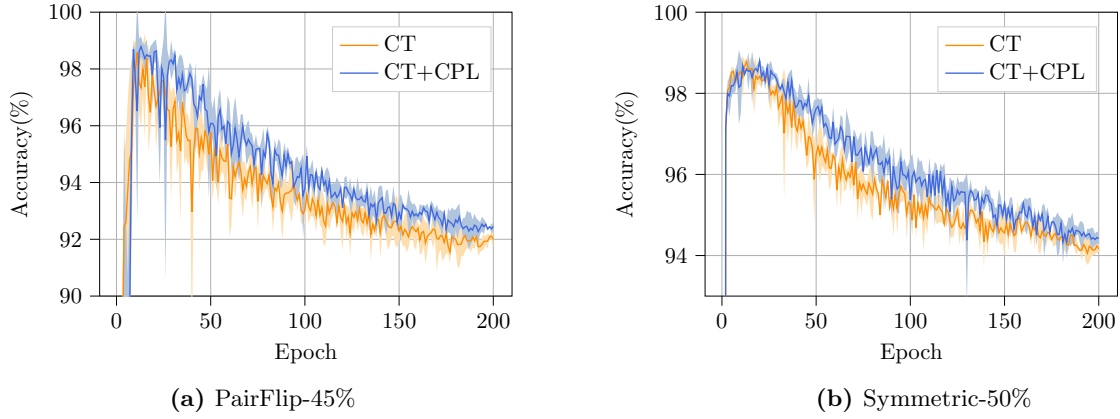 100
98
96
94
92
90
Accuracy(%)
0 50 100 150 200
Epoch
CT
CT+CPL
(a) PairFlip-45%
100
98
96
94
Accuracy(%)
0 50 100 150 200
Epoch
CT
CT+CPL
(b) Symmetric-50%